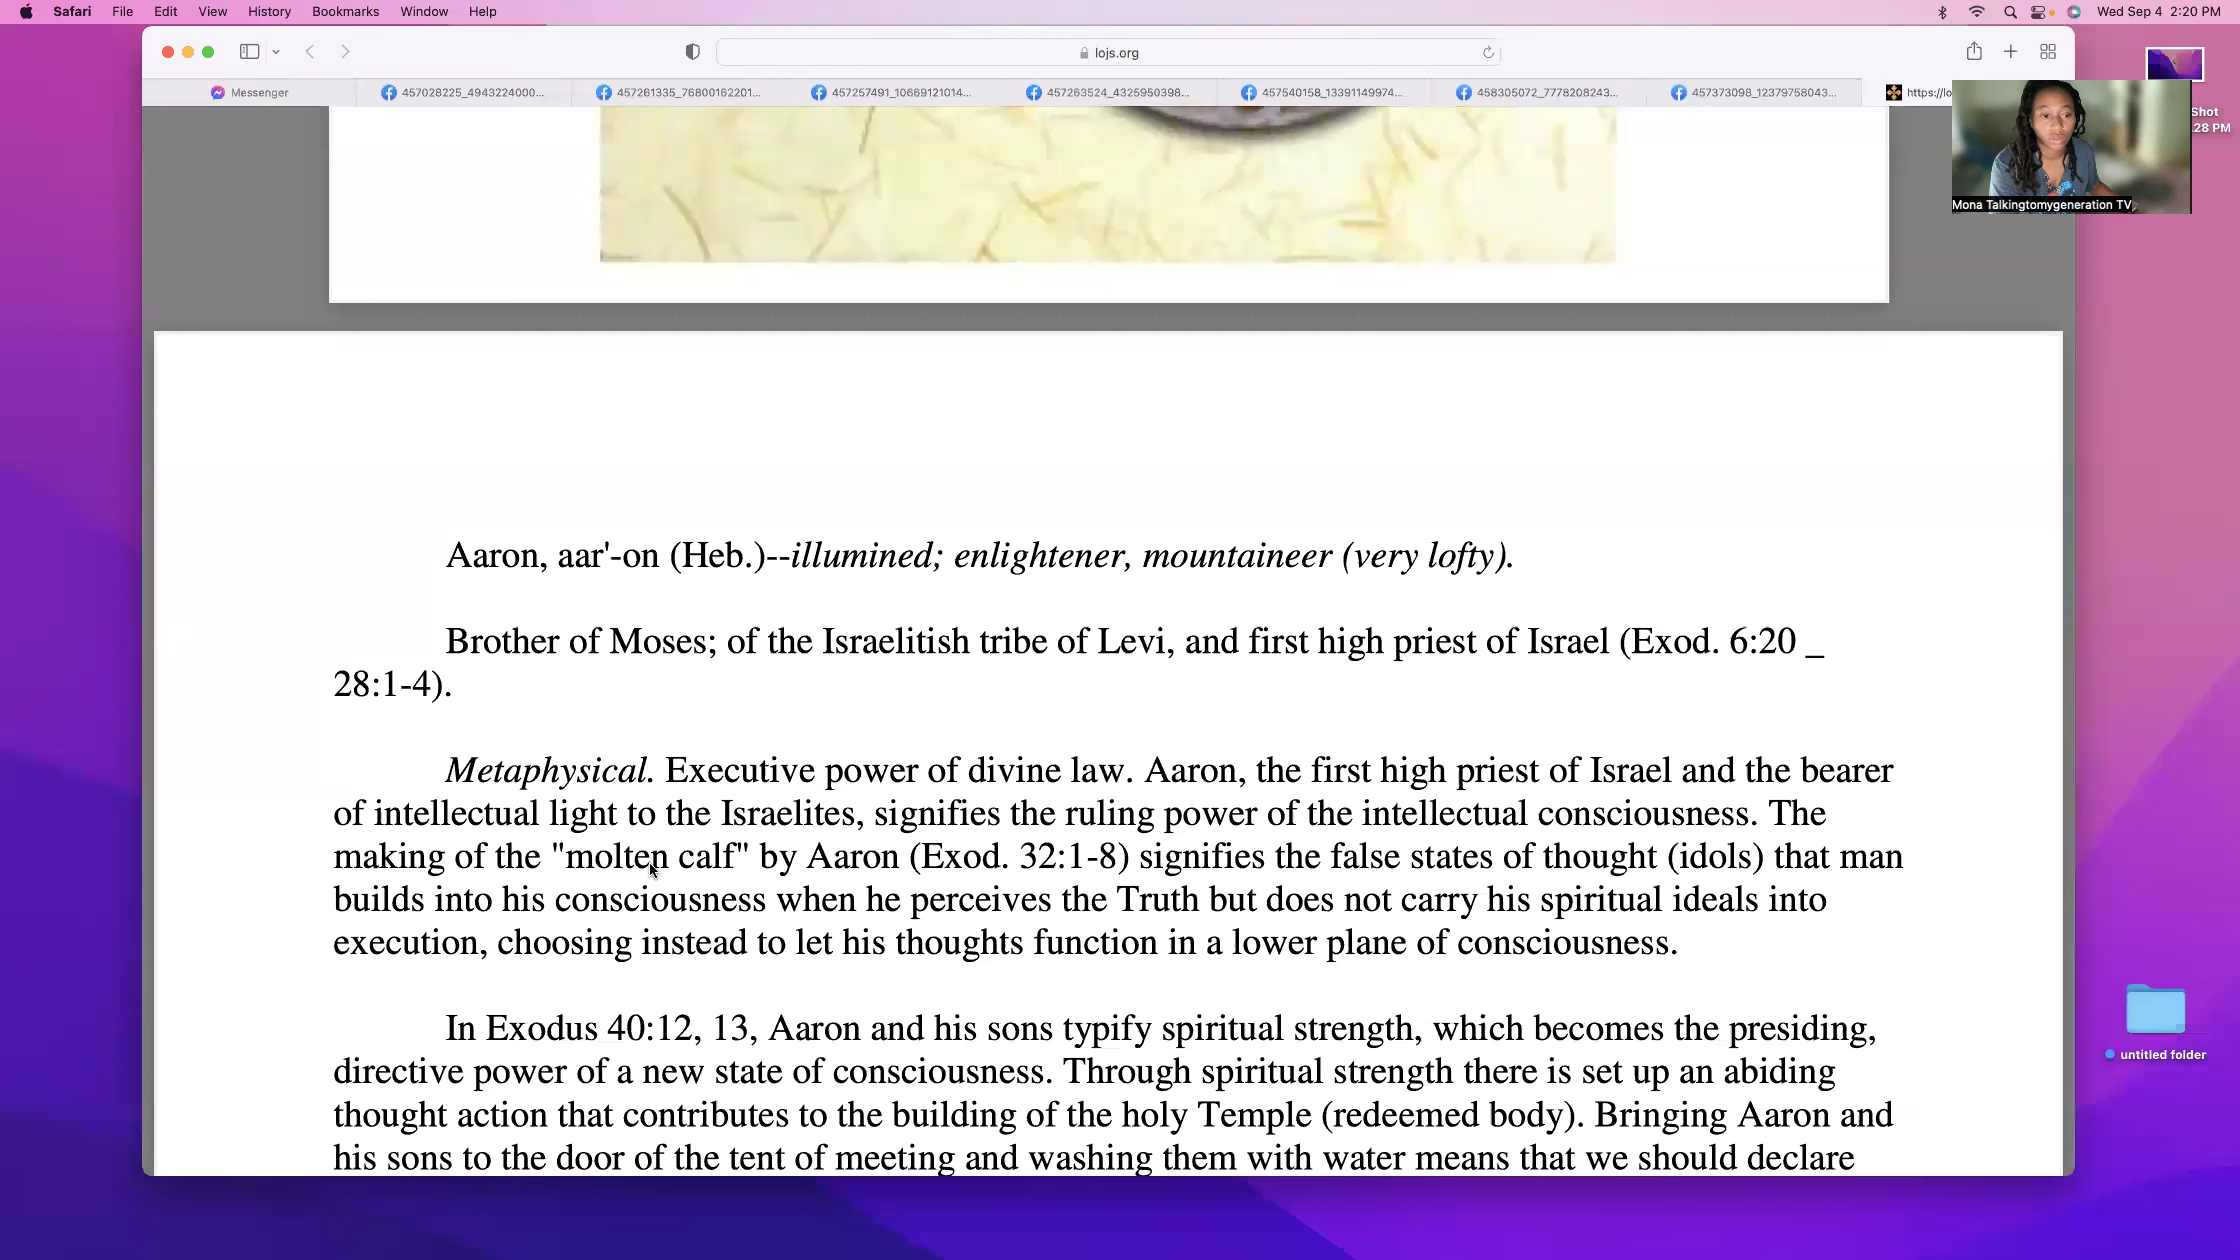 Safari File Edit View History Bookmarks Window Help
Wed Sep 4 2:20 PM
lojs.org
Messenger
457028225_4943224000...
457261335_76800162201...
457257491_10669121014...
457263524_4325950398...
457540158_13391149974...
458305072_7778208243...
457373098_12379758043...
https://lo
Shot
.28 PM
Mona Talkingtomygeneration TV
Aaron, aar'-on (Heb.)--illumined; enlightener, mountaineer (very lofty).
Brother of Moses; of the Israelitish tribe of Levi, and first high priest of Israel (Exod. 6:20 _
28:1-4).
Metaphysical. Executive power of divine law. Aaron, the first high priest of Israel and the bearer
of intellectual light to the Israelites, signifies the ruling power of the intellectual consciousness. The
making of the "molten calf" by Aaron (Exod. 32:1-8) signifies the false states of thought (idols) that man
builds into his consciousness when he perceives the Truth but does not carry his spiritual ideals into
execution, choosing instead to let his thoughts function in a lower plane of consciousness.
In Exodus 40:12, 13, Aaron and his sons typify spiritual strength, which becomes the presiding,
directive power of a new state of consciousness. Through spiritual strength there is set up an abiding
thought action that contributes to the building of the holy Temple (redeemed body). Bringing Aaron and
his sons to the door of the tent of meeting and washing them with water means that we should declare
untitled folder